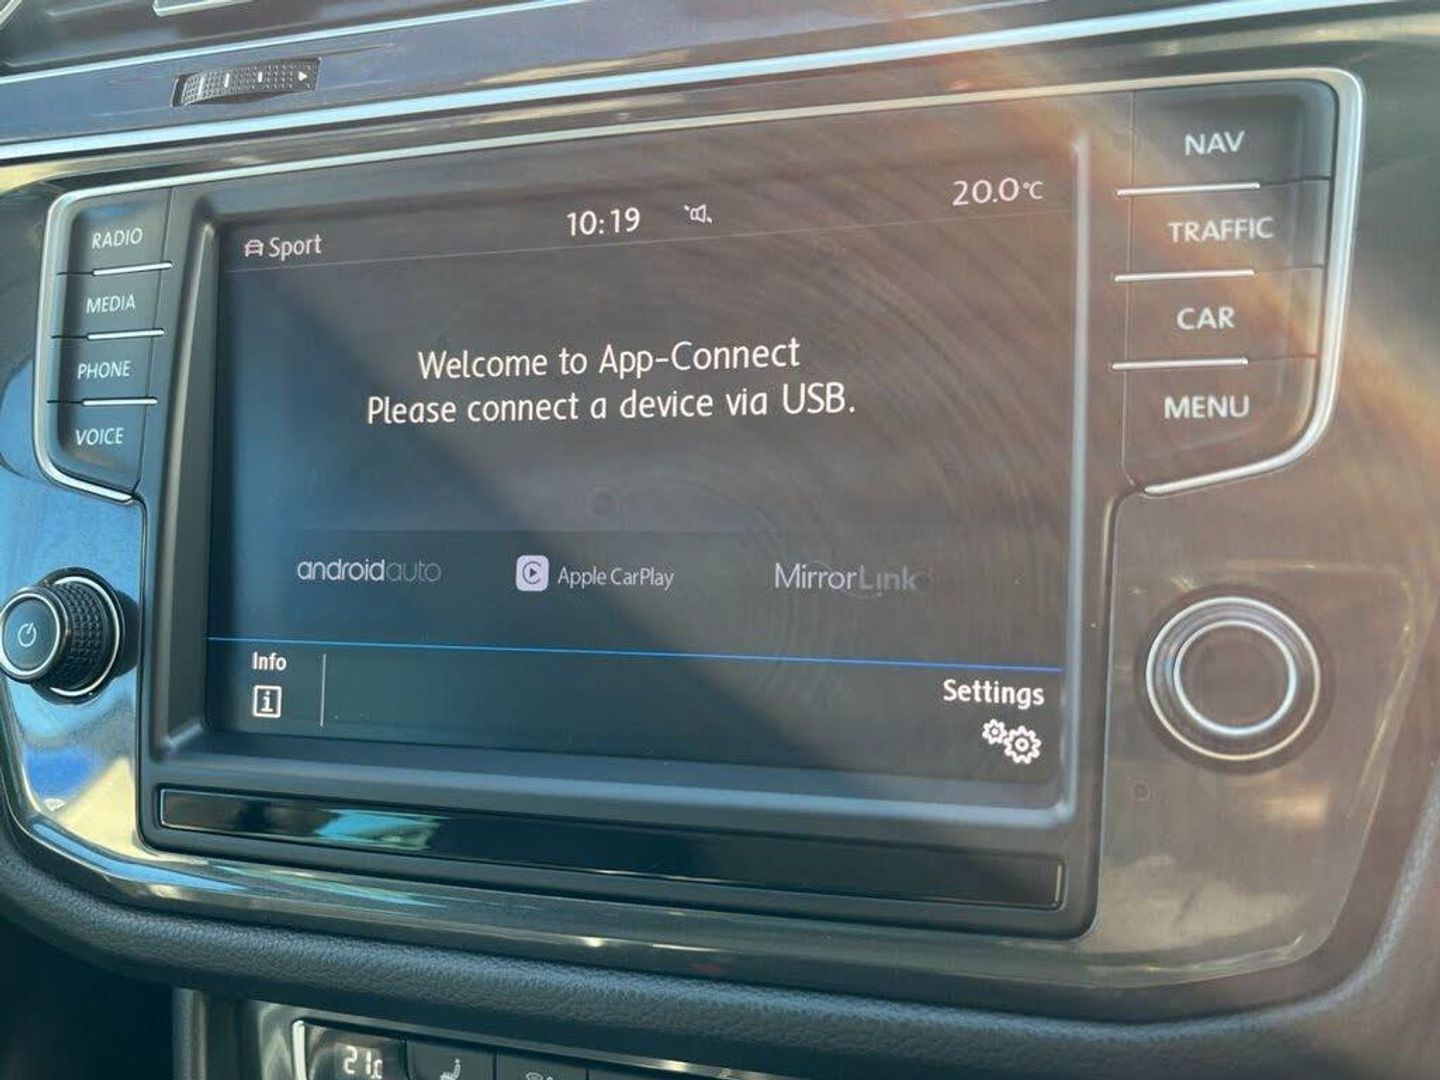 NAV
20.0°C
10:19
Sport
RADIO
TRAFFIC
MEDIA
CAR
Welcome to App-Connect
Please connect a device via USB.
PHONE
MENU
VOICE
androidauto
Apple CarPlay
MirrorLink
Info
i
Settings
21c